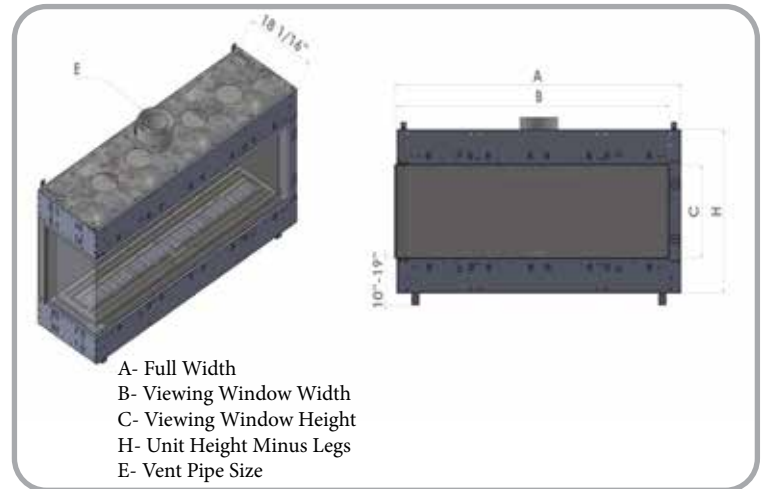 18 1/16"
E
A
B
C
H
10"-19"
A- Full Width
B- Viewing Window Width
C- Viewing Window Height
H- Unit Height Minus Legs
E- Vent Pipe Size